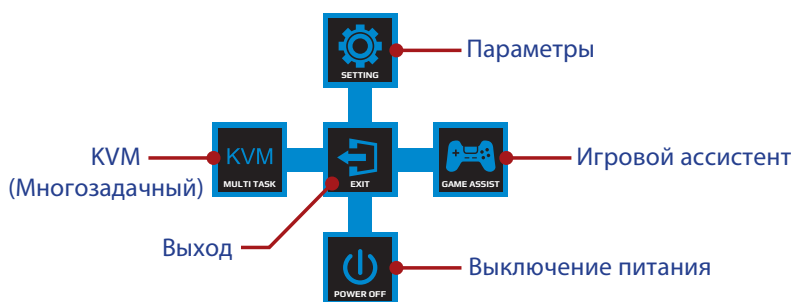 SETTING
Параметры
KVM
(Многозадачный)
KVM
MULTI TASK
EXIT
GAME ASSIST
Игровой ассистент
Выход
POWER OFF
Выключение питания